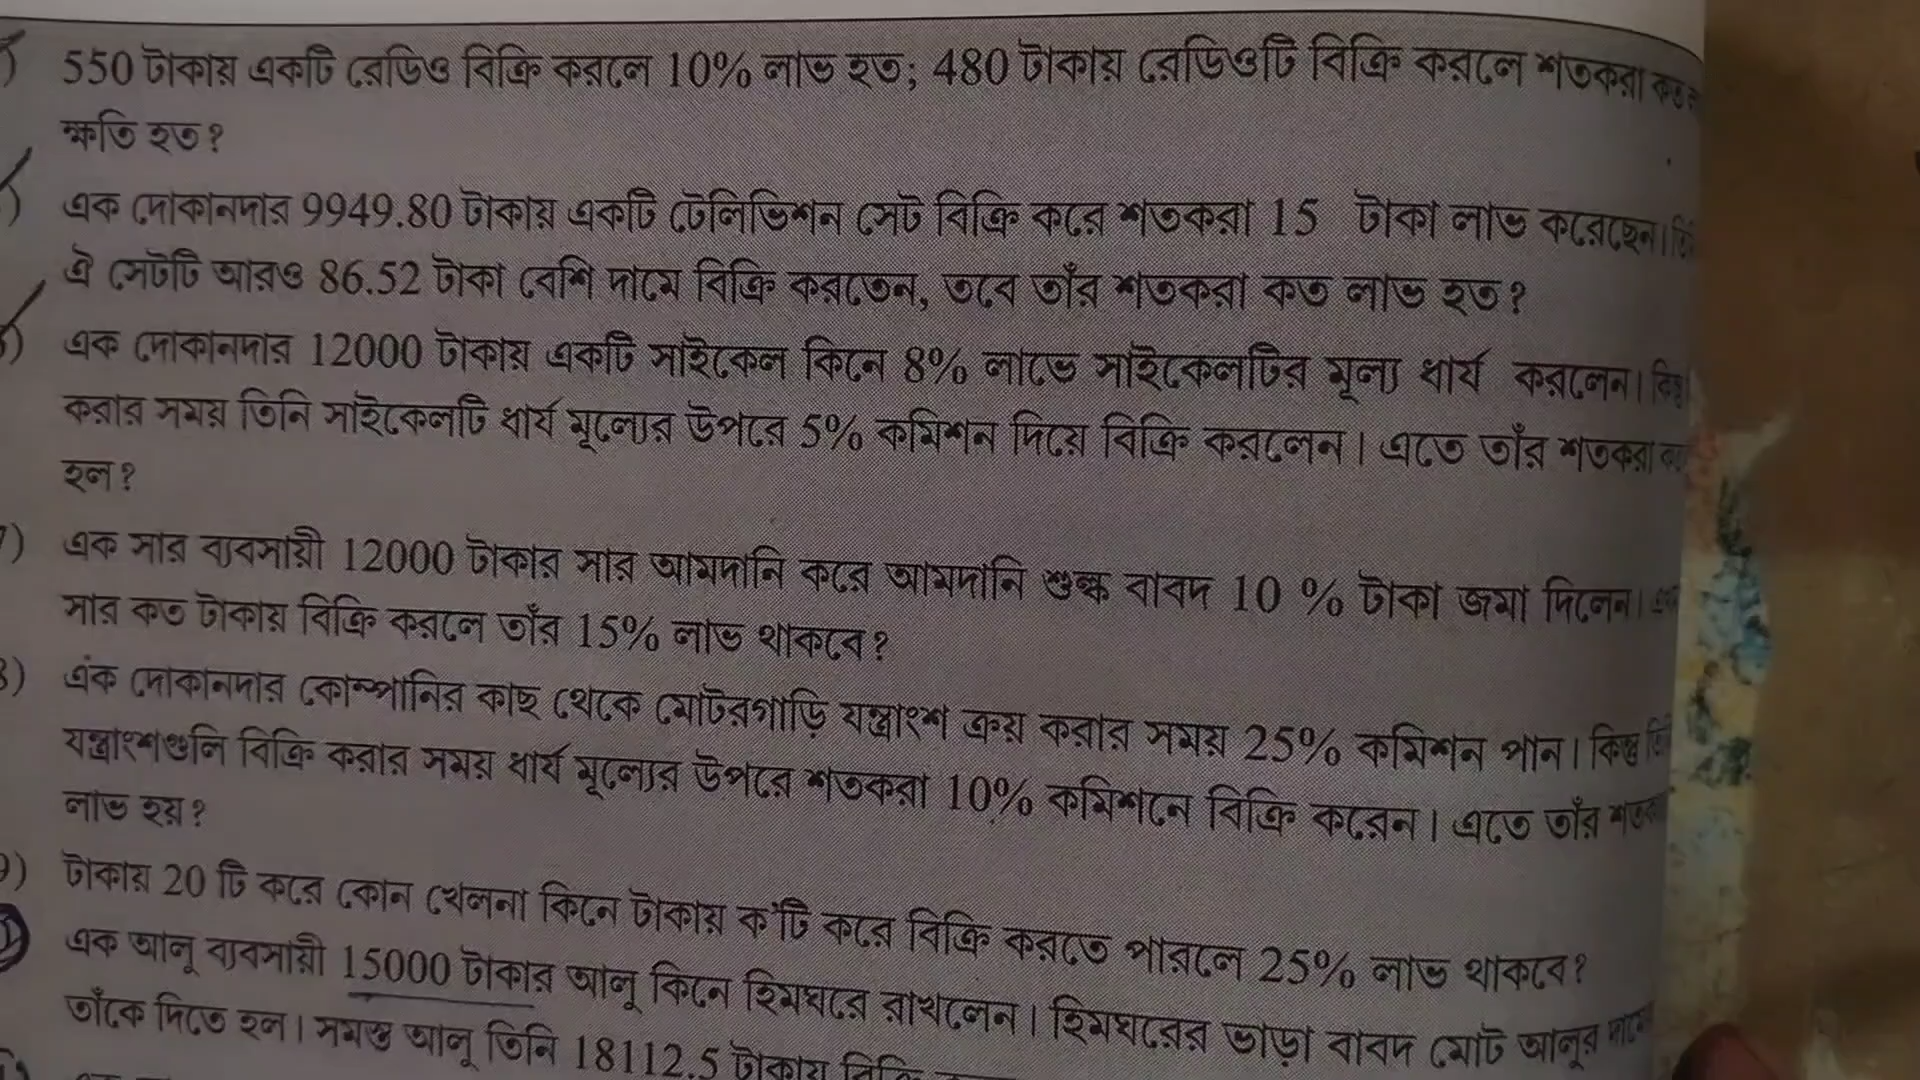 550 টাকায় একটি রেডিও বিক্রি করলে 10% লাভ হত; 480 টাকায় রেডিওটি বিক্রি করলে শতকরা কত
ক্ষতি হত?
এক দোকানদার 9949.80 টাকায় একটি টেলিভিশন সেট বিক্রি করে শতকরা 15 টাকা লাভ করেছেন।
ঐ সেটটি আরও 86.52 টাকা বেশি দামে বিক্রি করতেন, তবে তাঁর শতকরা কত লাভ হত?
এক দোকানদার 12000 টাকায় একটি সাইকেল কিনে 8% লাভে সাইকেলটির মূল্য ধার্য করলেন।
করার সময় তিনি সাইকেলটি ধার্য মূল্যের উপরে 5% কমিশন দিয়ে বিক্রি করলেন। এতে তাঁর শতকরা
হল?
) এক সার ব্যবসায়ী 12000 টাকার সার আমদানি করে আমদানি শুল্ক বাবদ 10 % টাকা জমা দিলেন।
সার কত টাকায় বিক্রি করলে তাঁর 15% লাভ থাকবে?
) এক দোকানদার কোম্পানির কাছ থেকে মোটরগাড়ি যন্ত্রাংশ ক্রয় করার সময় 25% কমিশন পান। কিন্তু
যন্ত্রাংশগুলি বিক্রি করার সময় ধার্য মূল্যের উপরে শতকরা 10% কমিশনে বিক্রি করেন। এতে তাঁর
লাভ হয়?
) টাকায় 20 টি করে কোন খেলনা কিনে টাকায় ক'টি করে বিক্রি করতে পারলে 25% লাভ থাকবে?
এক আলু ব্যবসায়ী 15000 টাকার আলু কিনে হিমঘরে রাখলেন। হিমঘরের ভাড়া বাবদ মোট আলুর
তাঁকে দিতে হল। সমস্ত আলু তিনি 18112.5 টাকায় বিক্রি